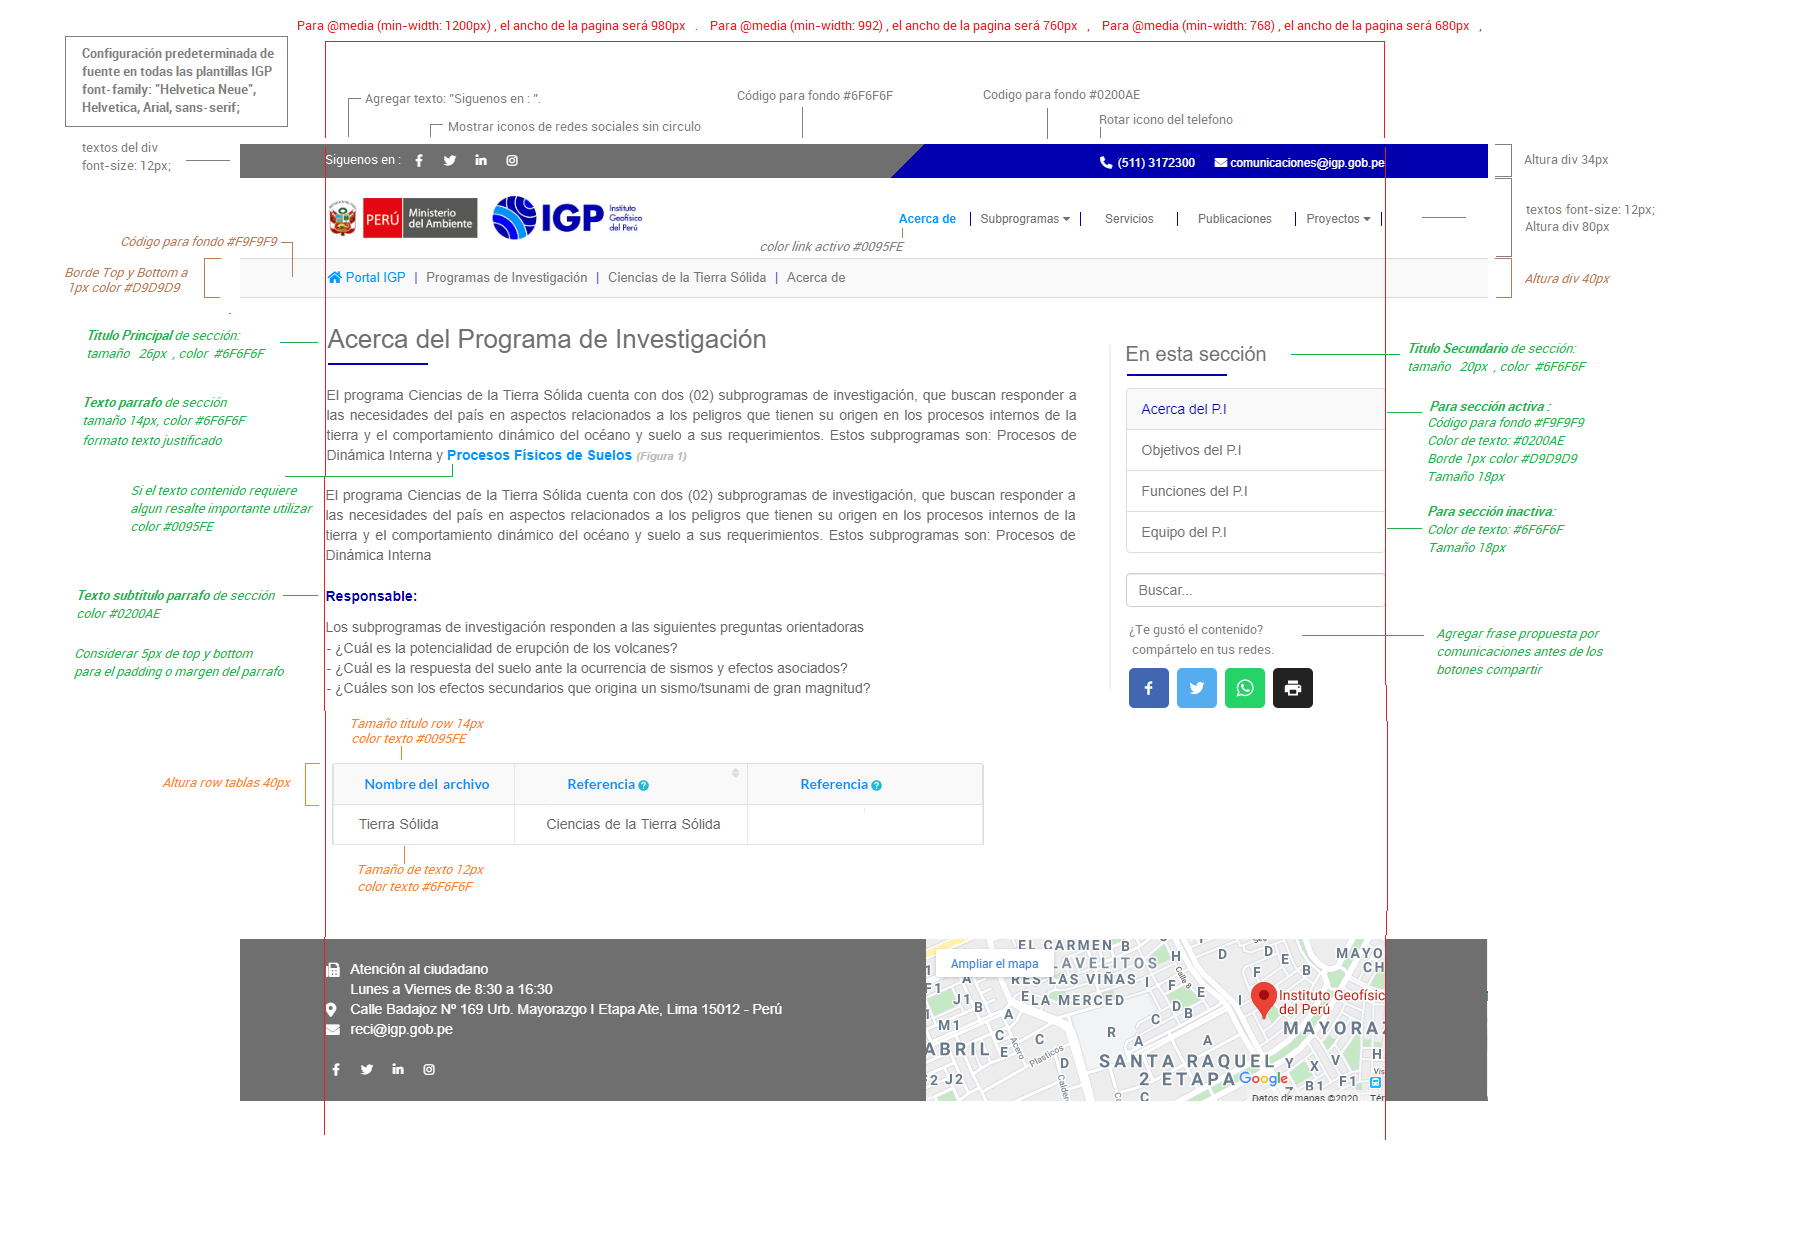 Para @media (min-width: 1200px) , el ancho de la pagina será 980px . Para @media (min-width: 992) , el ancho de la pagina será 760px , Para @media (min-width: 768) , el ancho de la pagina será 680px ,
Configuración predeterminada de
fuente en todas las plantillas IGP
font-family: "Helvetica Neue",
Helvetica, Arial, sans-serif;
Agregar texto: "Siguenos en : ".
Mostrar iconos de redes sociales sin circulo
Código para fondo #6F6F6F
Codigo para fondo #0200AE
Rotar icono del telefono
textos del div
font-size: 12px;
Siguenos en :
(511) 3172300
comunicaciones@igp.gob.pe
Altura div 34px
PERÚ
Ministerio
del Ambiente
IGP
Instituto
Geofísico
del Perú
Acerca de | Subprogramas | Servicios | Publicaciones | Proyectos |
textos font-size: 12px;
Altura div 80px
color link activo #0095FE
Código para fondo #F9F9F9
Borde Top y Bottom a
1px color #D9D9D9
Portal IGP | Programas de Investigación | Ciencias de la Tierra Sólida | Acerca de
Altura div 40px
Titulo Principal de sección:
tamaño 26px , color #6F6F6F
Acerca del Programa de Investigación
En esta sección
Titulo Secundario de sección:
tamaño 20px , color #6F6F6F
Texto parrafo de sección
tamaño 14px, color #6F6F6F
formato texto justificado
El programa Ciencias de la Tierra Sólida cuenta con dos (02) subprogramas de investigación, que buscan responder a
las necesidades del país en aspectos relacionados a los peligros que tienen su origen en los procesos internos de la
tierra y el comportamiento dinámico del océano y suelo a sus requerimientos. Estos subprogramas son: Procesos de
Dinámica Interna y Procesos Físicos de Suelos (Figura 1)
Acerca del P.I
Objetivos del P.I
Funciones del P.I
Equipo del P.I
Para sección activa :
Código para fondo #F9F9F9
Color de texto: #0200AE
Borde 1px color #D9D9D9
Tamaño 18px
Para sección inactiva:
Color de texto: #6F6F6F
Tamaño 18px
Si el texto contenido requiere
algun resalte importante utilizar
color #0095FE
El programa Ciencias de la Tierra Sólida cuenta con dos (02) subprogramas de investigación, que buscan responder a
las necesidades del país en aspectos relacionados a los peligros que tienen su origen en los procesos internos de la
tierra y el comportamiento dinámico del océano y suelo a sus requerimientos. Estos subprogramas son: Procesos de
Dinámica Interna
Texto subtitulo parrafo de sección
color #0200AE
Considerar 5px de top y bottom
para el padding o margen del parrafo
Responsable:
Los subprogramas de investigación responden a las siguientes preguntas orientadoras
- ¿Cuál es la potencialidad de erupción de los volcanes?
- ¿Cuál es la respuesta del suelo ante la ocurrencia de sismos y efectos asociados?
- ¿Cuáles son los efectos secundarios que origina un sismo/tsunami de gran magnitud?
Buscar...
¿Te gustó el contenido?
compártelo en tus redes.
Agregar frase propuesta por
comunicaciones antes de los
botones compartir
Tamaño titulo row 14px
color texto #0095FE
Altura row tablas 40px
Nombre del archivo Referencia Referencia
Tierra Sólida Ciencias de la Tierra Sólida
Tamaño de texto 12px
color texto #6F6F6F
Atención al ciudadano
Lunes a Viernes de 8:30 a 16:30
Calle Badajoz Nº 169 Urb. Mayorazgo I Etapa Ate, Lima 15012 - Perú
reci@igp.gob.pe
Ampliar el mapa
EL CARMEN B
LAVELITOS
RES LAS VIÑAS
LA MERCED
Calle 8
MAYO
CH
Instituto Geofísic
del Perú
MAYORAZ
ABRIL
Acero
Plasticos
SANTA RAQUEL
2 ETAPA
Google
Datos de mapas ©2020 Tér